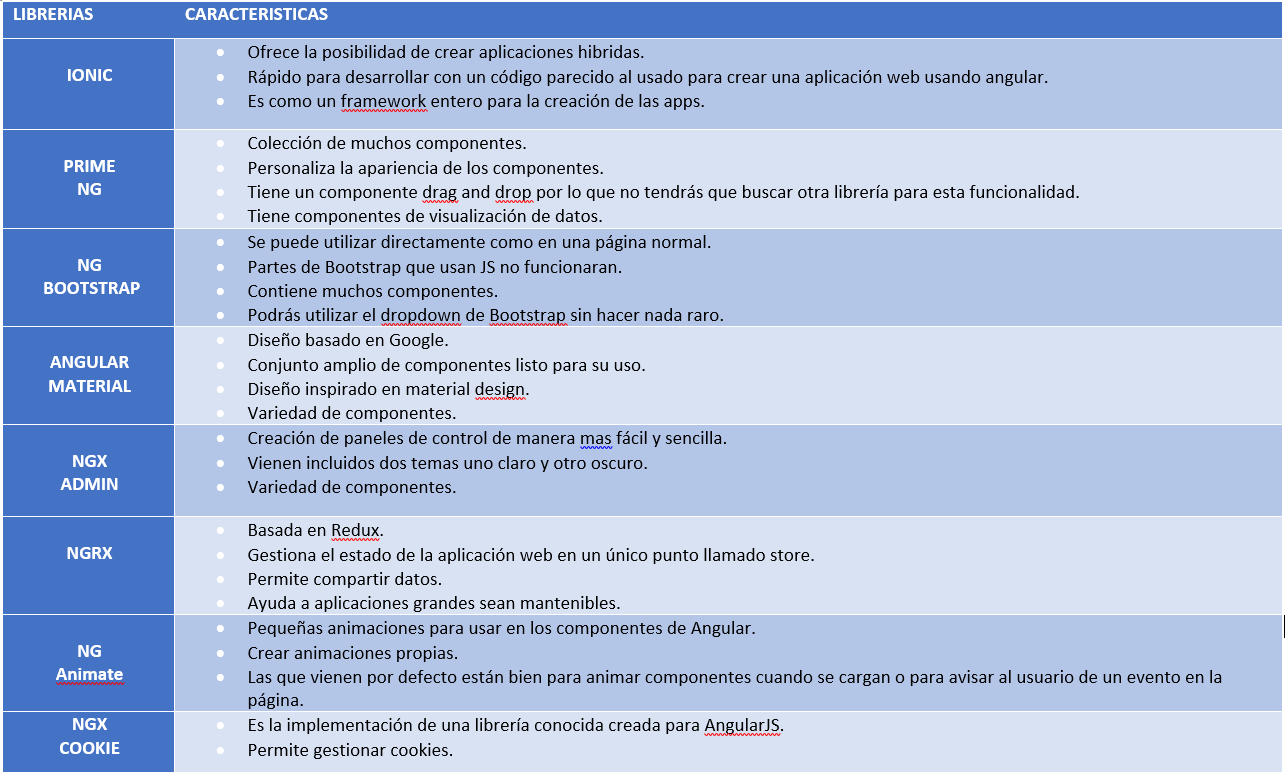 LIBRERIAS CARACTERISTICAS
IONIC
Ofrece la posibilidad de crear aplicaciones hibridas.
Rápido para desarrollar con un código parecido al usado para crear una aplicación web usando angular.
Es como un framework entero para la creación de las apps.
PRIME
NG
Colección de muchos componentes.
Personaliza la apariencia de los componentes.
Tiene un componente drag and drop por lo que no tendrás que buscar otra librería para esta funcionalidad.
Tiene componentes de visualización de datos.
NG
BOOTSTRAP
Se puede utilizar directamente como en una página normal.
Partes de Bootstrap que usan JS no funcionaran.
Contiene muchos componentes.
Podrás utilizar el dropdown de Bootstrap sin hacer nada raro.
ANGULAR
MATERIAL
Diseño basado en Google.
Conjunto amplio de componentes listo para su uso.
Diseño inspirado en material design.
Variedad de componentes.
NGX
ADMIN
Creación de paneles de control de manera mas fácil y sencilla.
Vienen incluidos dos temas uno claro y otro oscuro.
Variedad de componentes.
NGRX
Basada en Redux.
Gestiona el estado de la aplicación web en un único punto llamado store.
Permite compartir datos.
Ayuda a aplicaciones grandes sean mantenibles.
NG
Animate
Pequeñas animaciones para usar en los componentes de Angular.
Crear animaciones propias.
Las que vienen por defecto están bien para animar componentes cuando se cargan o para avisar al usuario de un evento en la
página.
NGX
COOKIE
Es la implementación de una librería conocida creada para AngularJS.
Permite gestionar cookies.